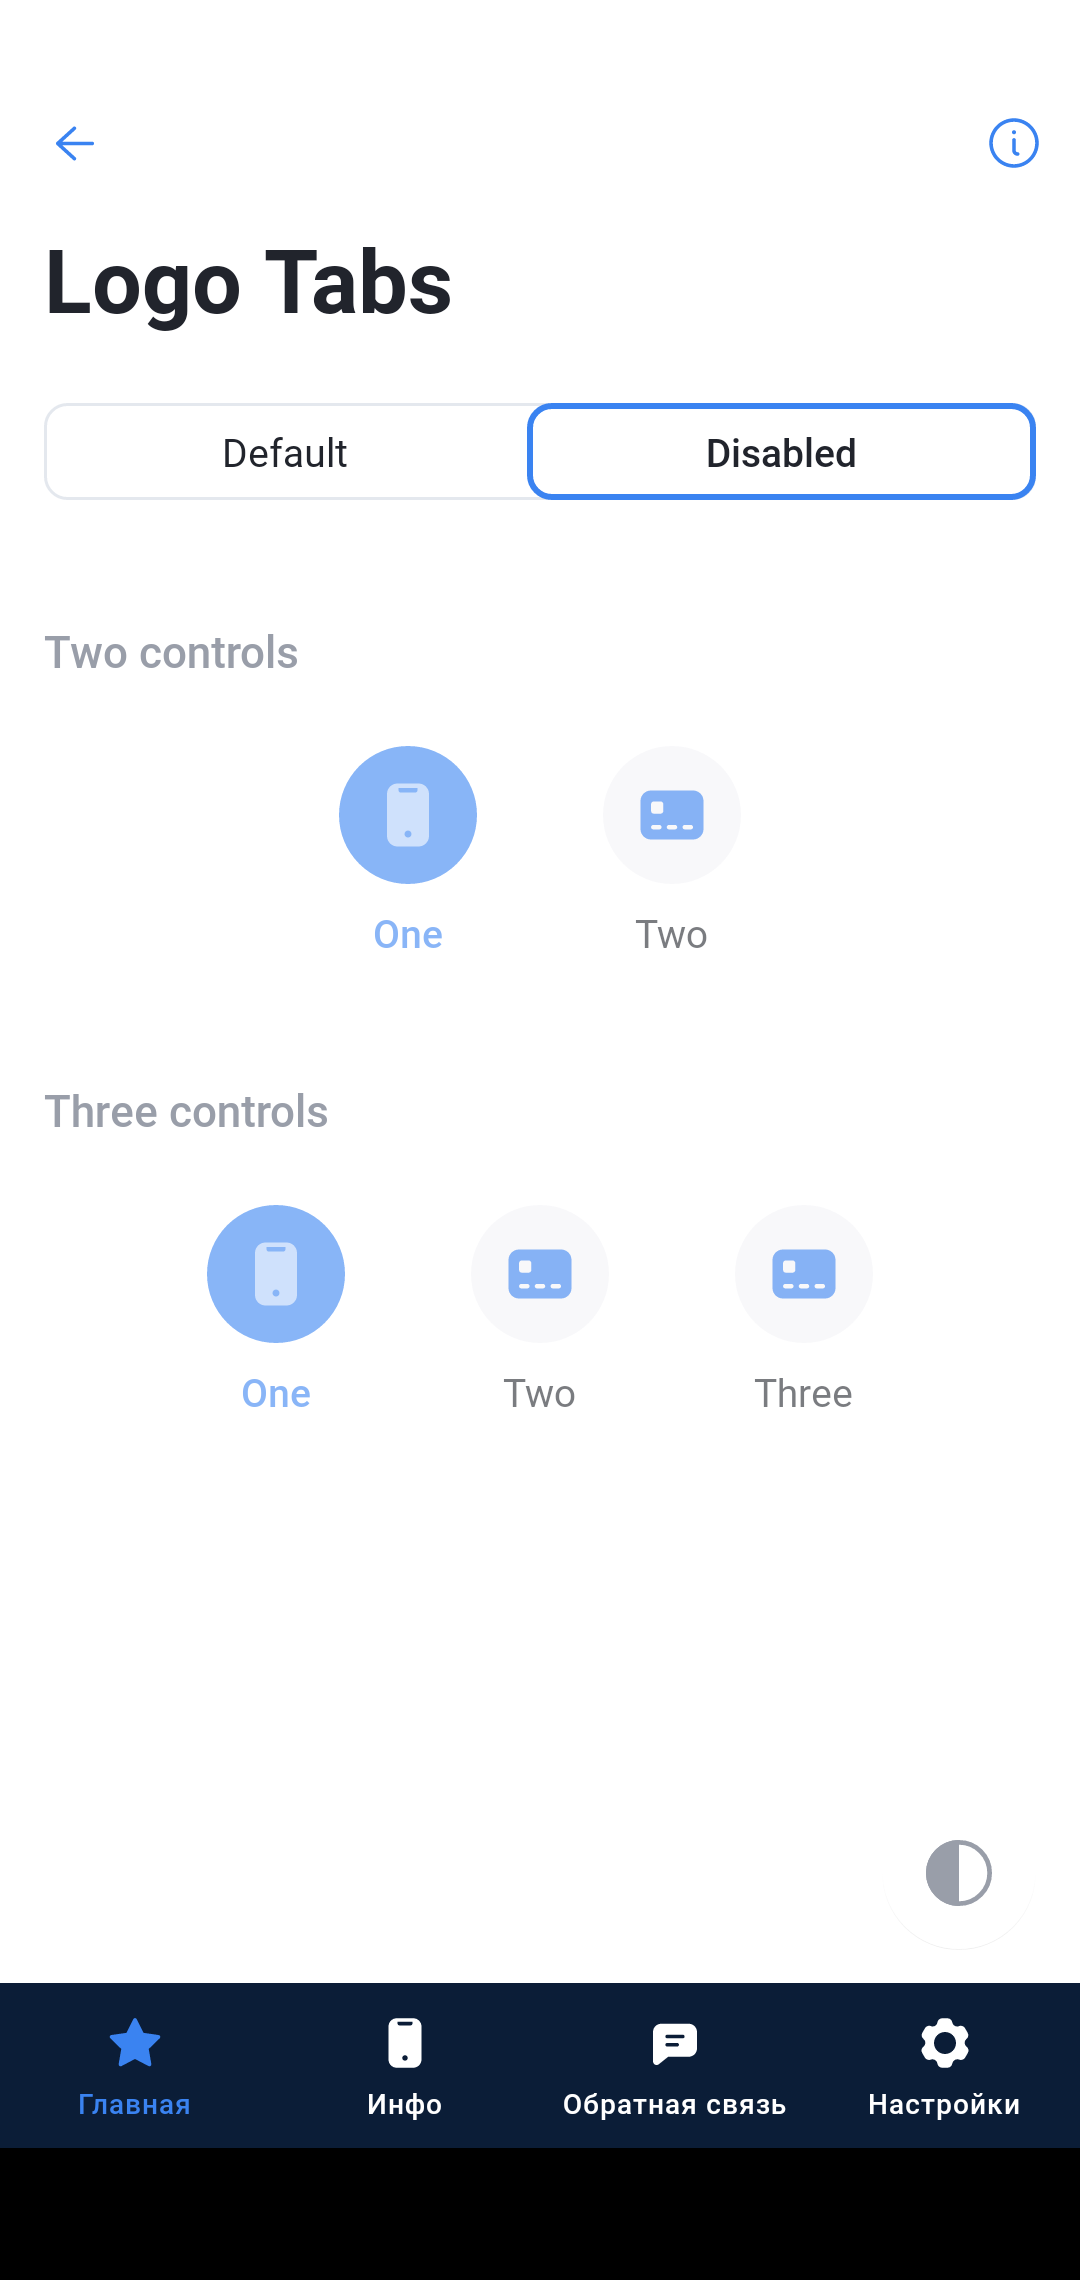 Logo Tabs
Default
Disabled
Two controls
One
Two
Three controls
One
Two
Three
Главная
Инфо
Обратная связь
Настройки